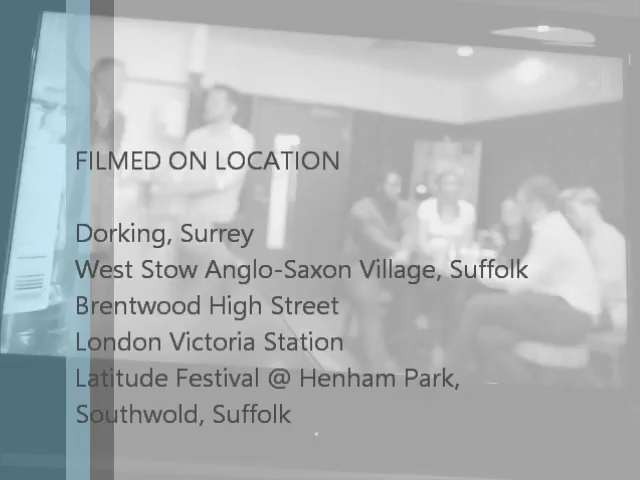 FILMED ON LOCATION
Dorking, Surrey
West Stow Anglo-Saxon Village, Suffolk
Brentwood High Street
London Victoria Station
Latitude Festival @ Henham Park,
Southwold, Suffolk